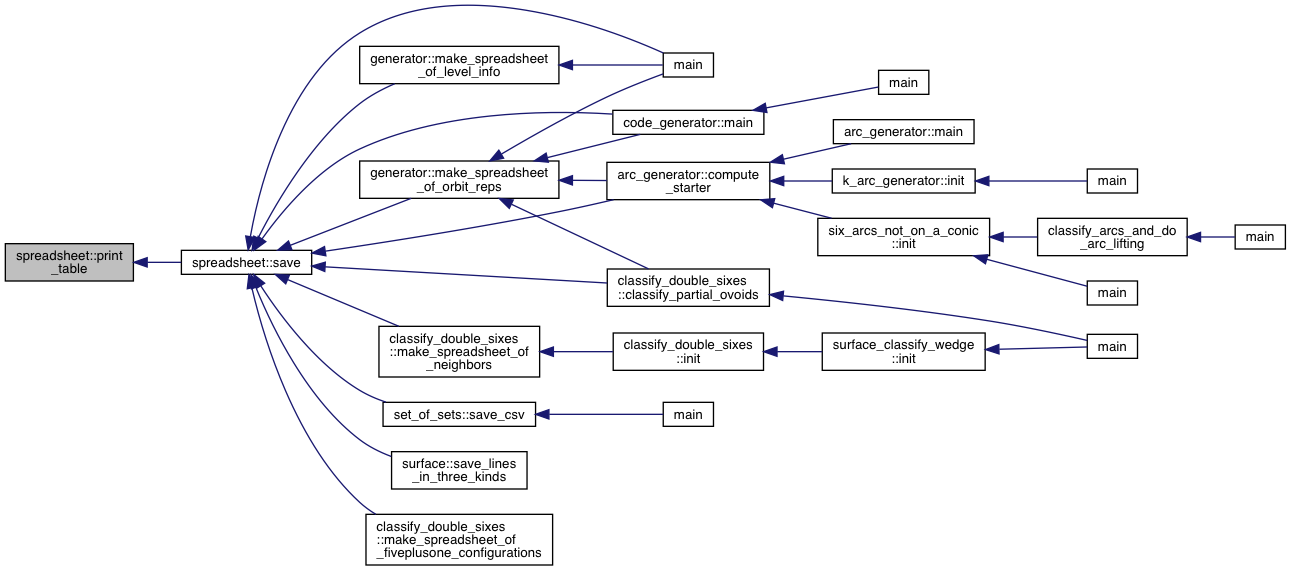 spreadsheet::print
_table
spreadsheet::save
generator::make_spreadsheet
_of_level_info
main
code_generator::main
main
generator::make_spreadsheet
_of_orbit_reps
arc_generator::compute
_starter
arc_generator::main
k_arc_generator::init
main
six_arcs_not_on_a_conic
::init
classify_arcs_and_do
_arc_lifting
main
main
classify_double_sixes
::classify_partial_ovoids
classify_double_sixes
::make_spreadsheet_of
_neighbors
classify_double_sixes
::init
surface_classify_wedge
::init
main
set_of_sets::save_csv
main
surface::save_lines
_in_three_kinds
classify_double_sixes
::make_spreadsheet_of
_fiveplusone_configurations